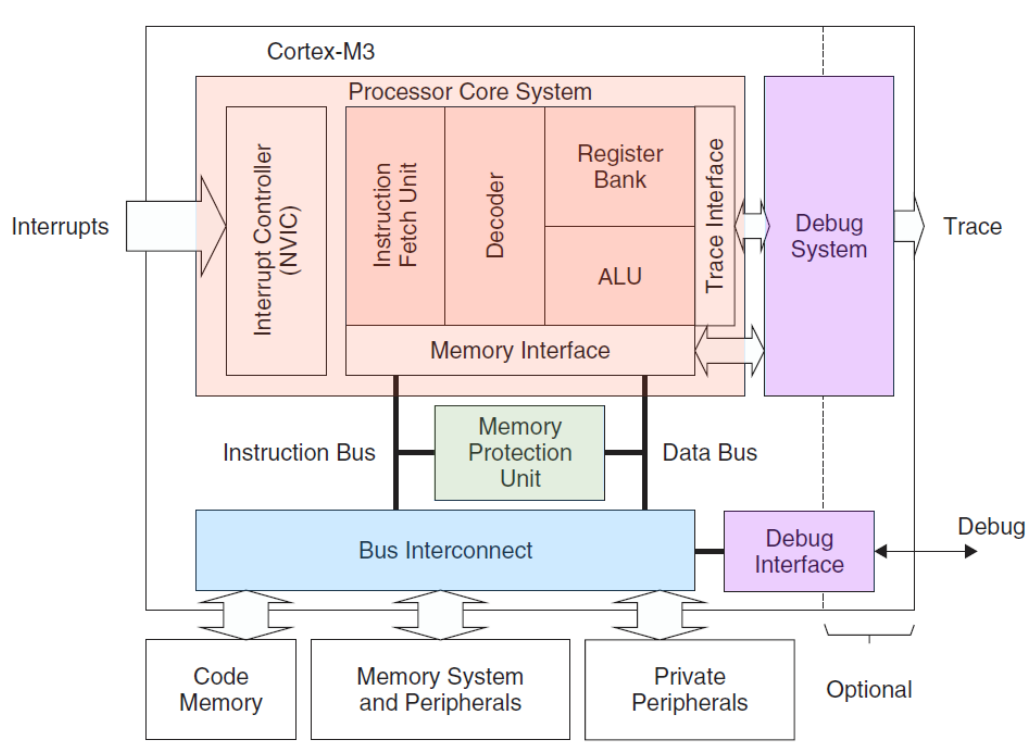 Cortex-M3
Processor Core System
Interrupts
Interrupt Controller
(NVIC)
Instruction
Fetch Unit
Decoder
Register
Bank
ALU
Trace Interface
Memory Interface
Debug
System
Trace
Instruction Bus
Memory
Protection
Unit
Data Bus
Bus Interconnect
Debug
Interface
Debug
Code
Memory
Memory System
and Peripherals
Private
Peripherals
Optional